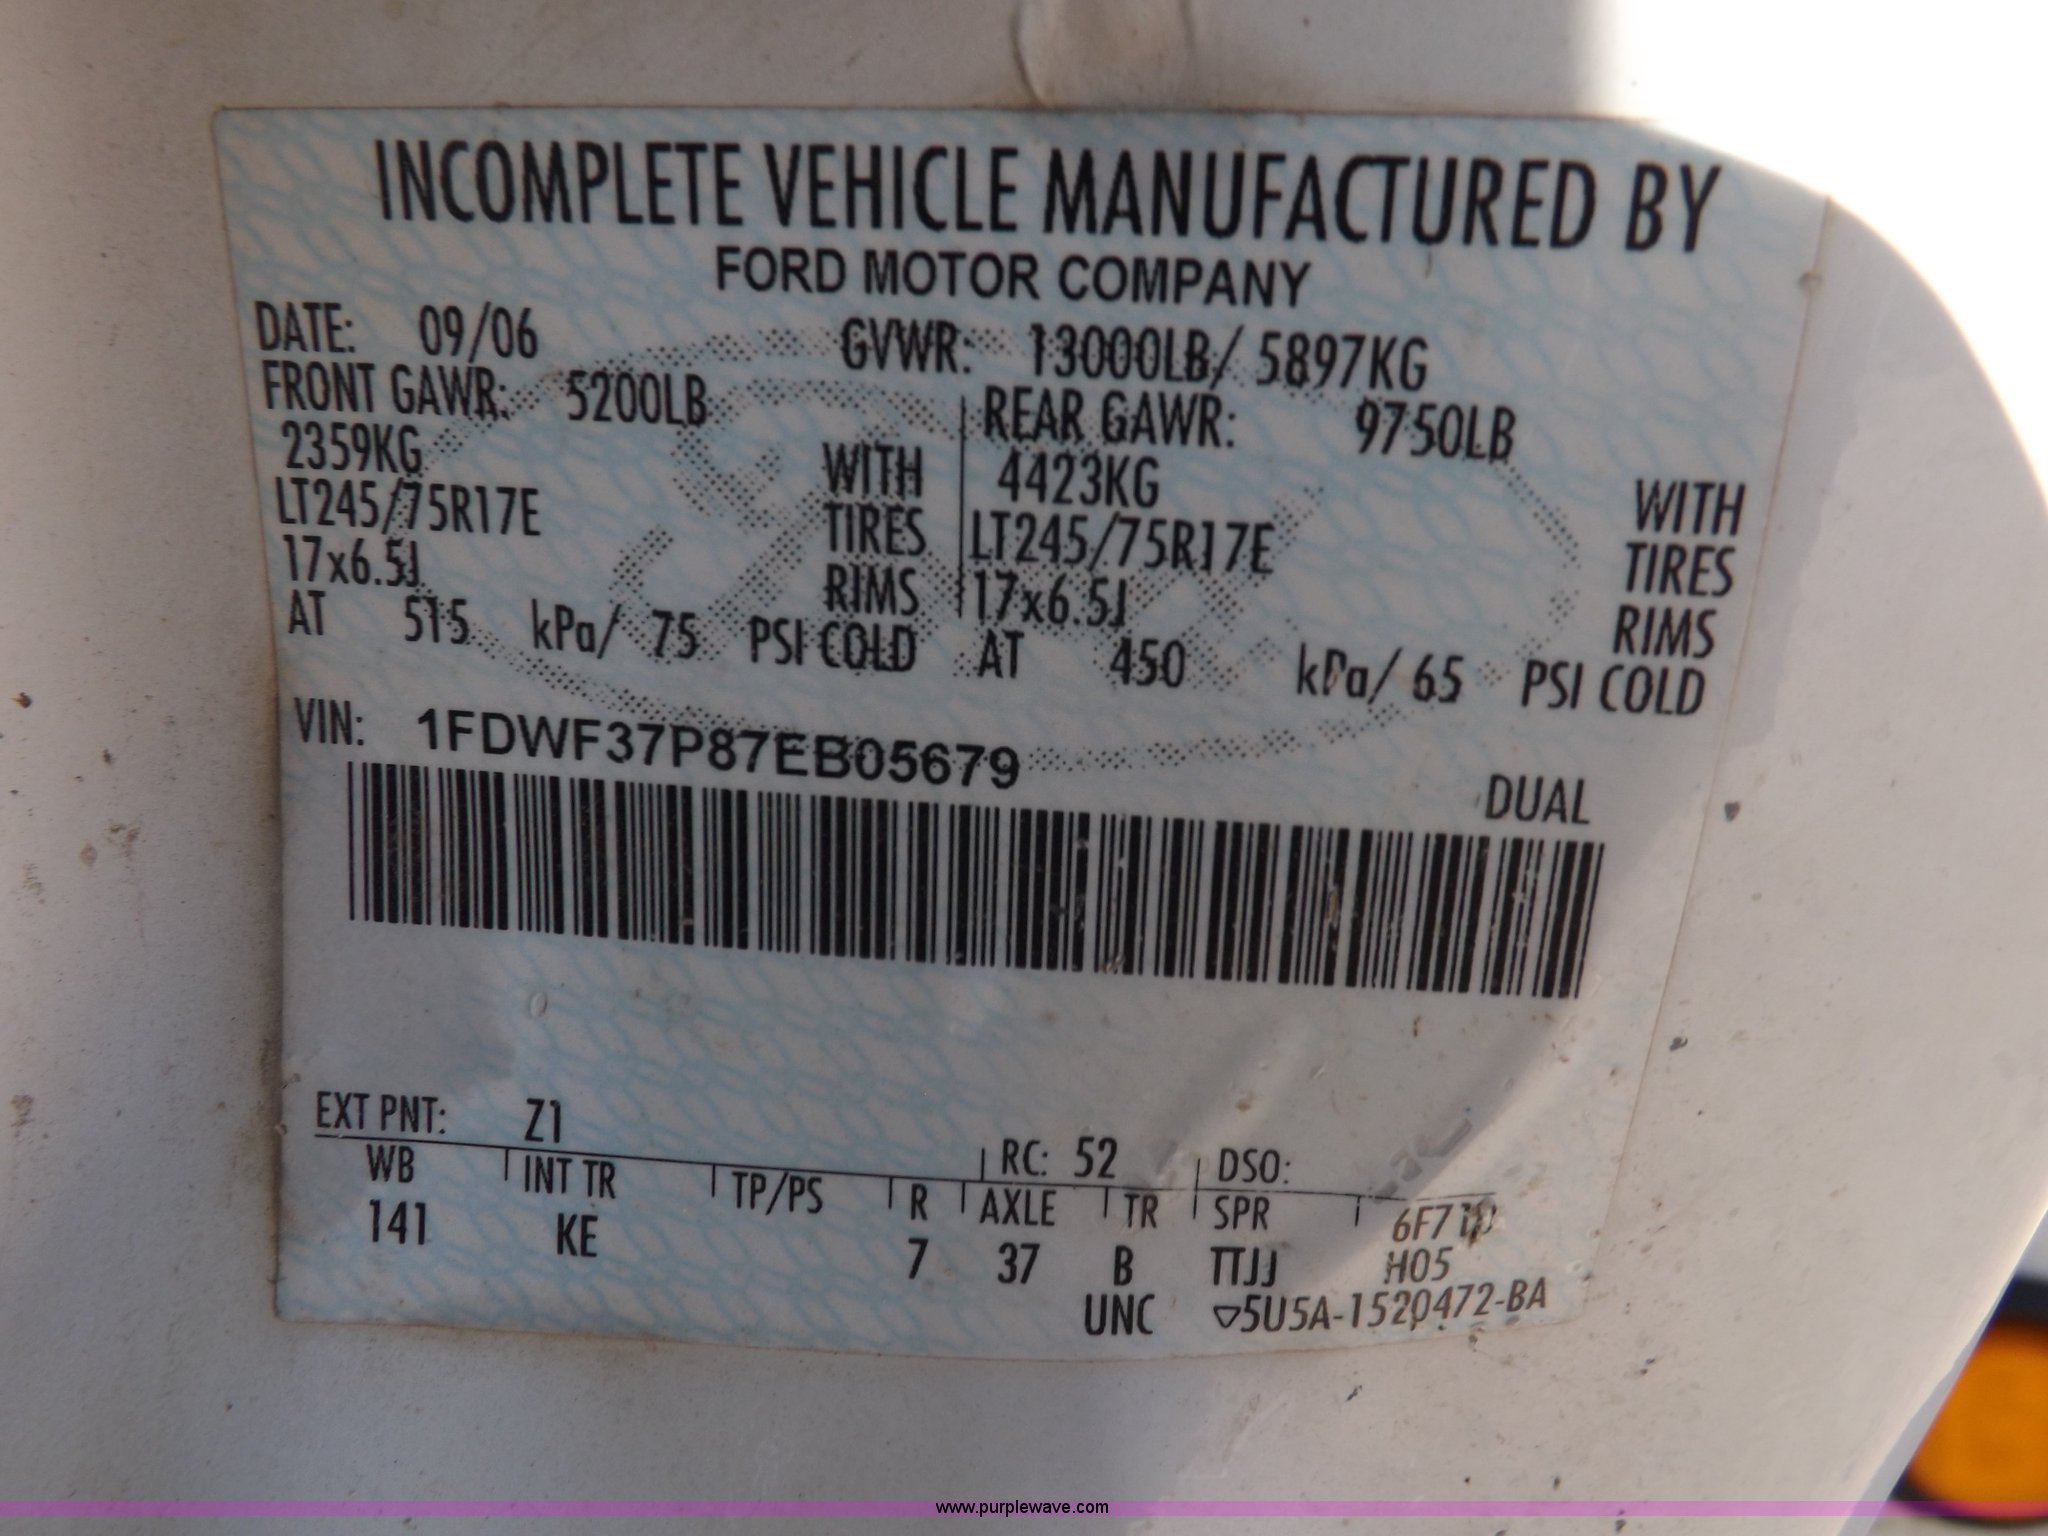 INCOMPLETE VEHICLE MANUFACTURED BY
FORD MOTOR COMPANY
DATE: 09/06 GVWR: 13000LB/ 5897KG
FRONT GAWR: 5200LB REAR GAWR: 9750LB
2359KG WITH 4423KG WITH
LT245/75R17E TIRES LT245/75R17E TIRES
17x6.5J RIMS 17x6.5J RIMS
AT 515 kPa/ 75 PSI COLD AT 450 kPa/ 65 PSI COLD
VIN: 1FDWF37P87EB05679
DUAL
EXT PNT: Z1 RC: 52 DSO:
WB INT TR TP/PS R AXLE TR SPR
141 KE 7 37 B TTJJ H05
UNC ▽5U5A-1520472-BA
www.purplewave.com